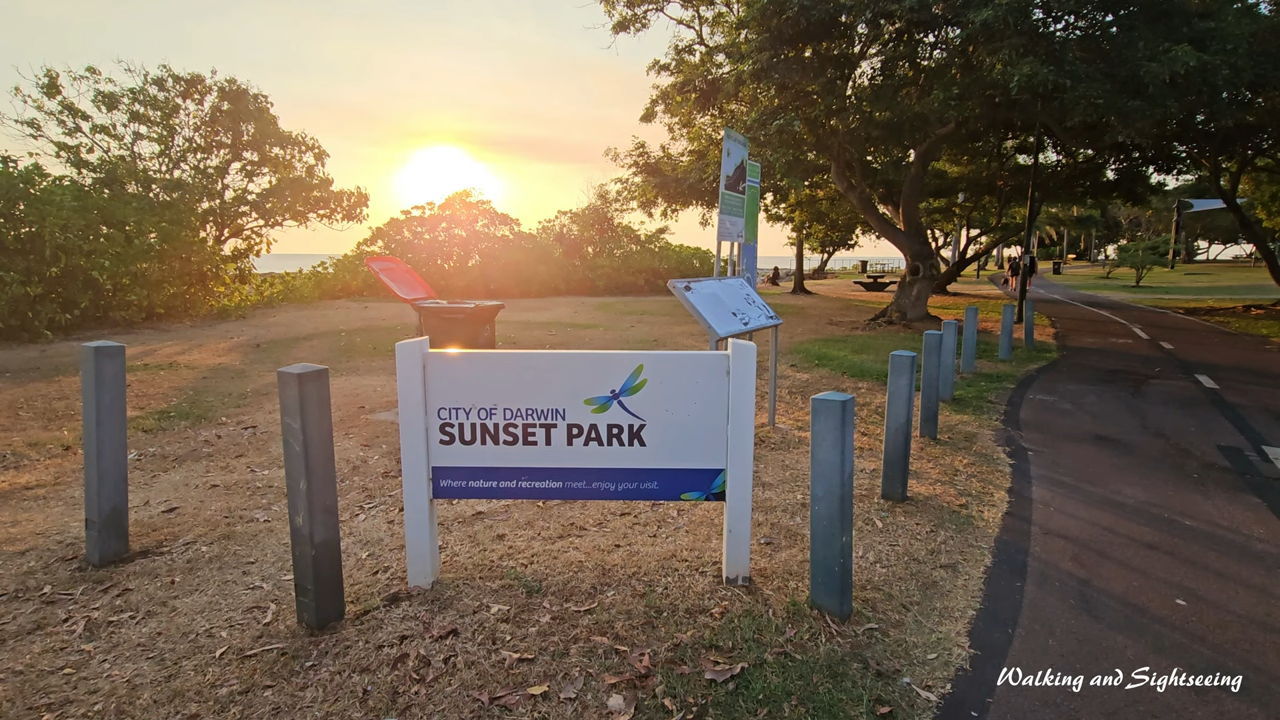 CITY OF DARWIN
SUNSET PARK
Where nature and recreation meet...enjoy your visit.
Walking and Sightseeing